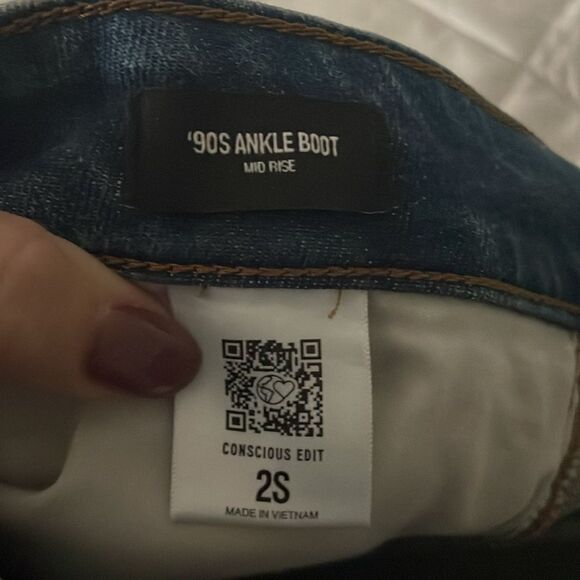 ‘90S ANKLE BOOT
MID RISE
CONSCIOUS EDIT
2S
MADE IN VIETNAM